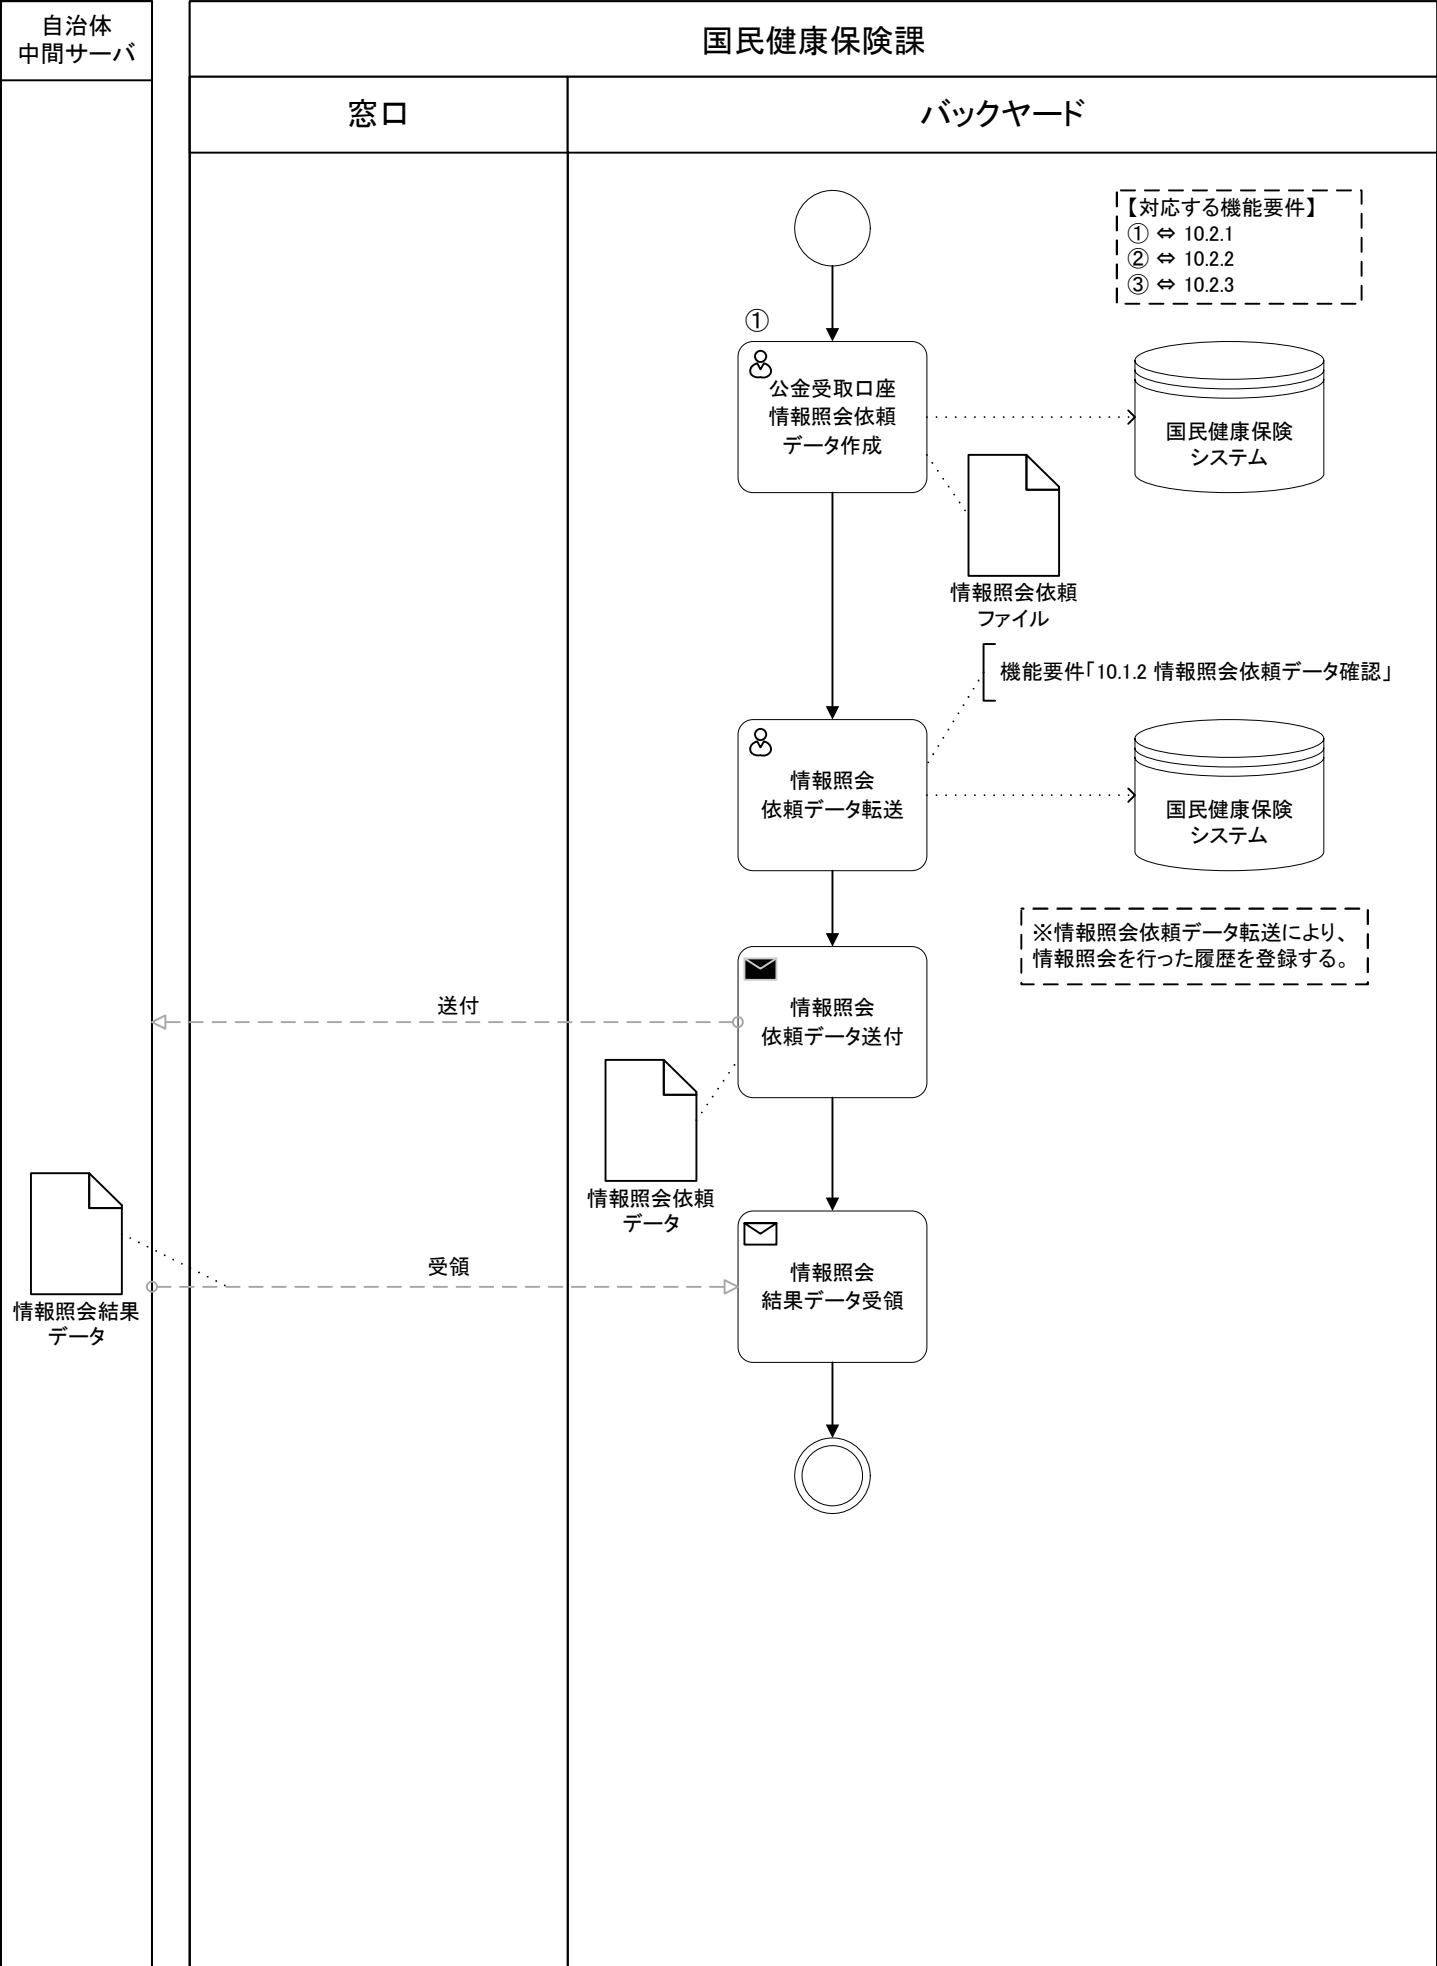 自治体
中間サーバ
国民健康保険課
窓口
バックヤード
【対応する機能要件】
① ⇔ 10.2.1
② ⇔ 10.2.2
③ ⇔ 10.2.3
①
公金受取口座
情報照会依頼
データ作成
国民健康保険
システム
情報照会依頼
ファイル
機能要件「10.1.2 情報照会依頼データ確認」
情報照会
依頼データ転送
国民健康保険
システム
※情報照会依頼データ転送により、
情報照会を行った履歴を登録する。
送付
情報照会
依頼データ送付
情報照会依頼
データ
受領
情報照会
結果データ受領
情報照会結果
データ